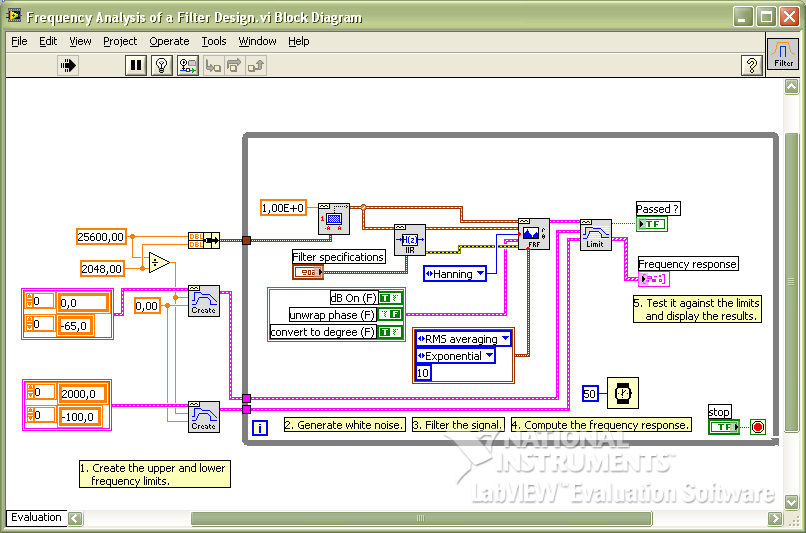 Frequency Analysis of a Filter Design.vi Block Diagram
File Edit View Project Operate Tools Window Help
Filter
?
1,00E+0
Passed ?
TF
25600,00
DBL
DBL
H(z)
IIR
FRF
Limit
2048,00
Filter specifications
Frequency response
Hanning
0 0,0
0 -65,0
0,00
Create
dB On (F) T
unwrap phase (F) F
convert to degree (F) T
5. Test it against the limits
and display the results.
RMS averaging
Exponential
10
0 2000,0
0 -100,0
Create
50
stop
TF
i
2. Generate white noise.
3. Filter the signal.
4. Compute the frequency response.
NATIONAL
INSTRUMENTS™
LabVIEW™ Evaluation Software
1. Create the upper and lower
frequency limits.
Evaluation